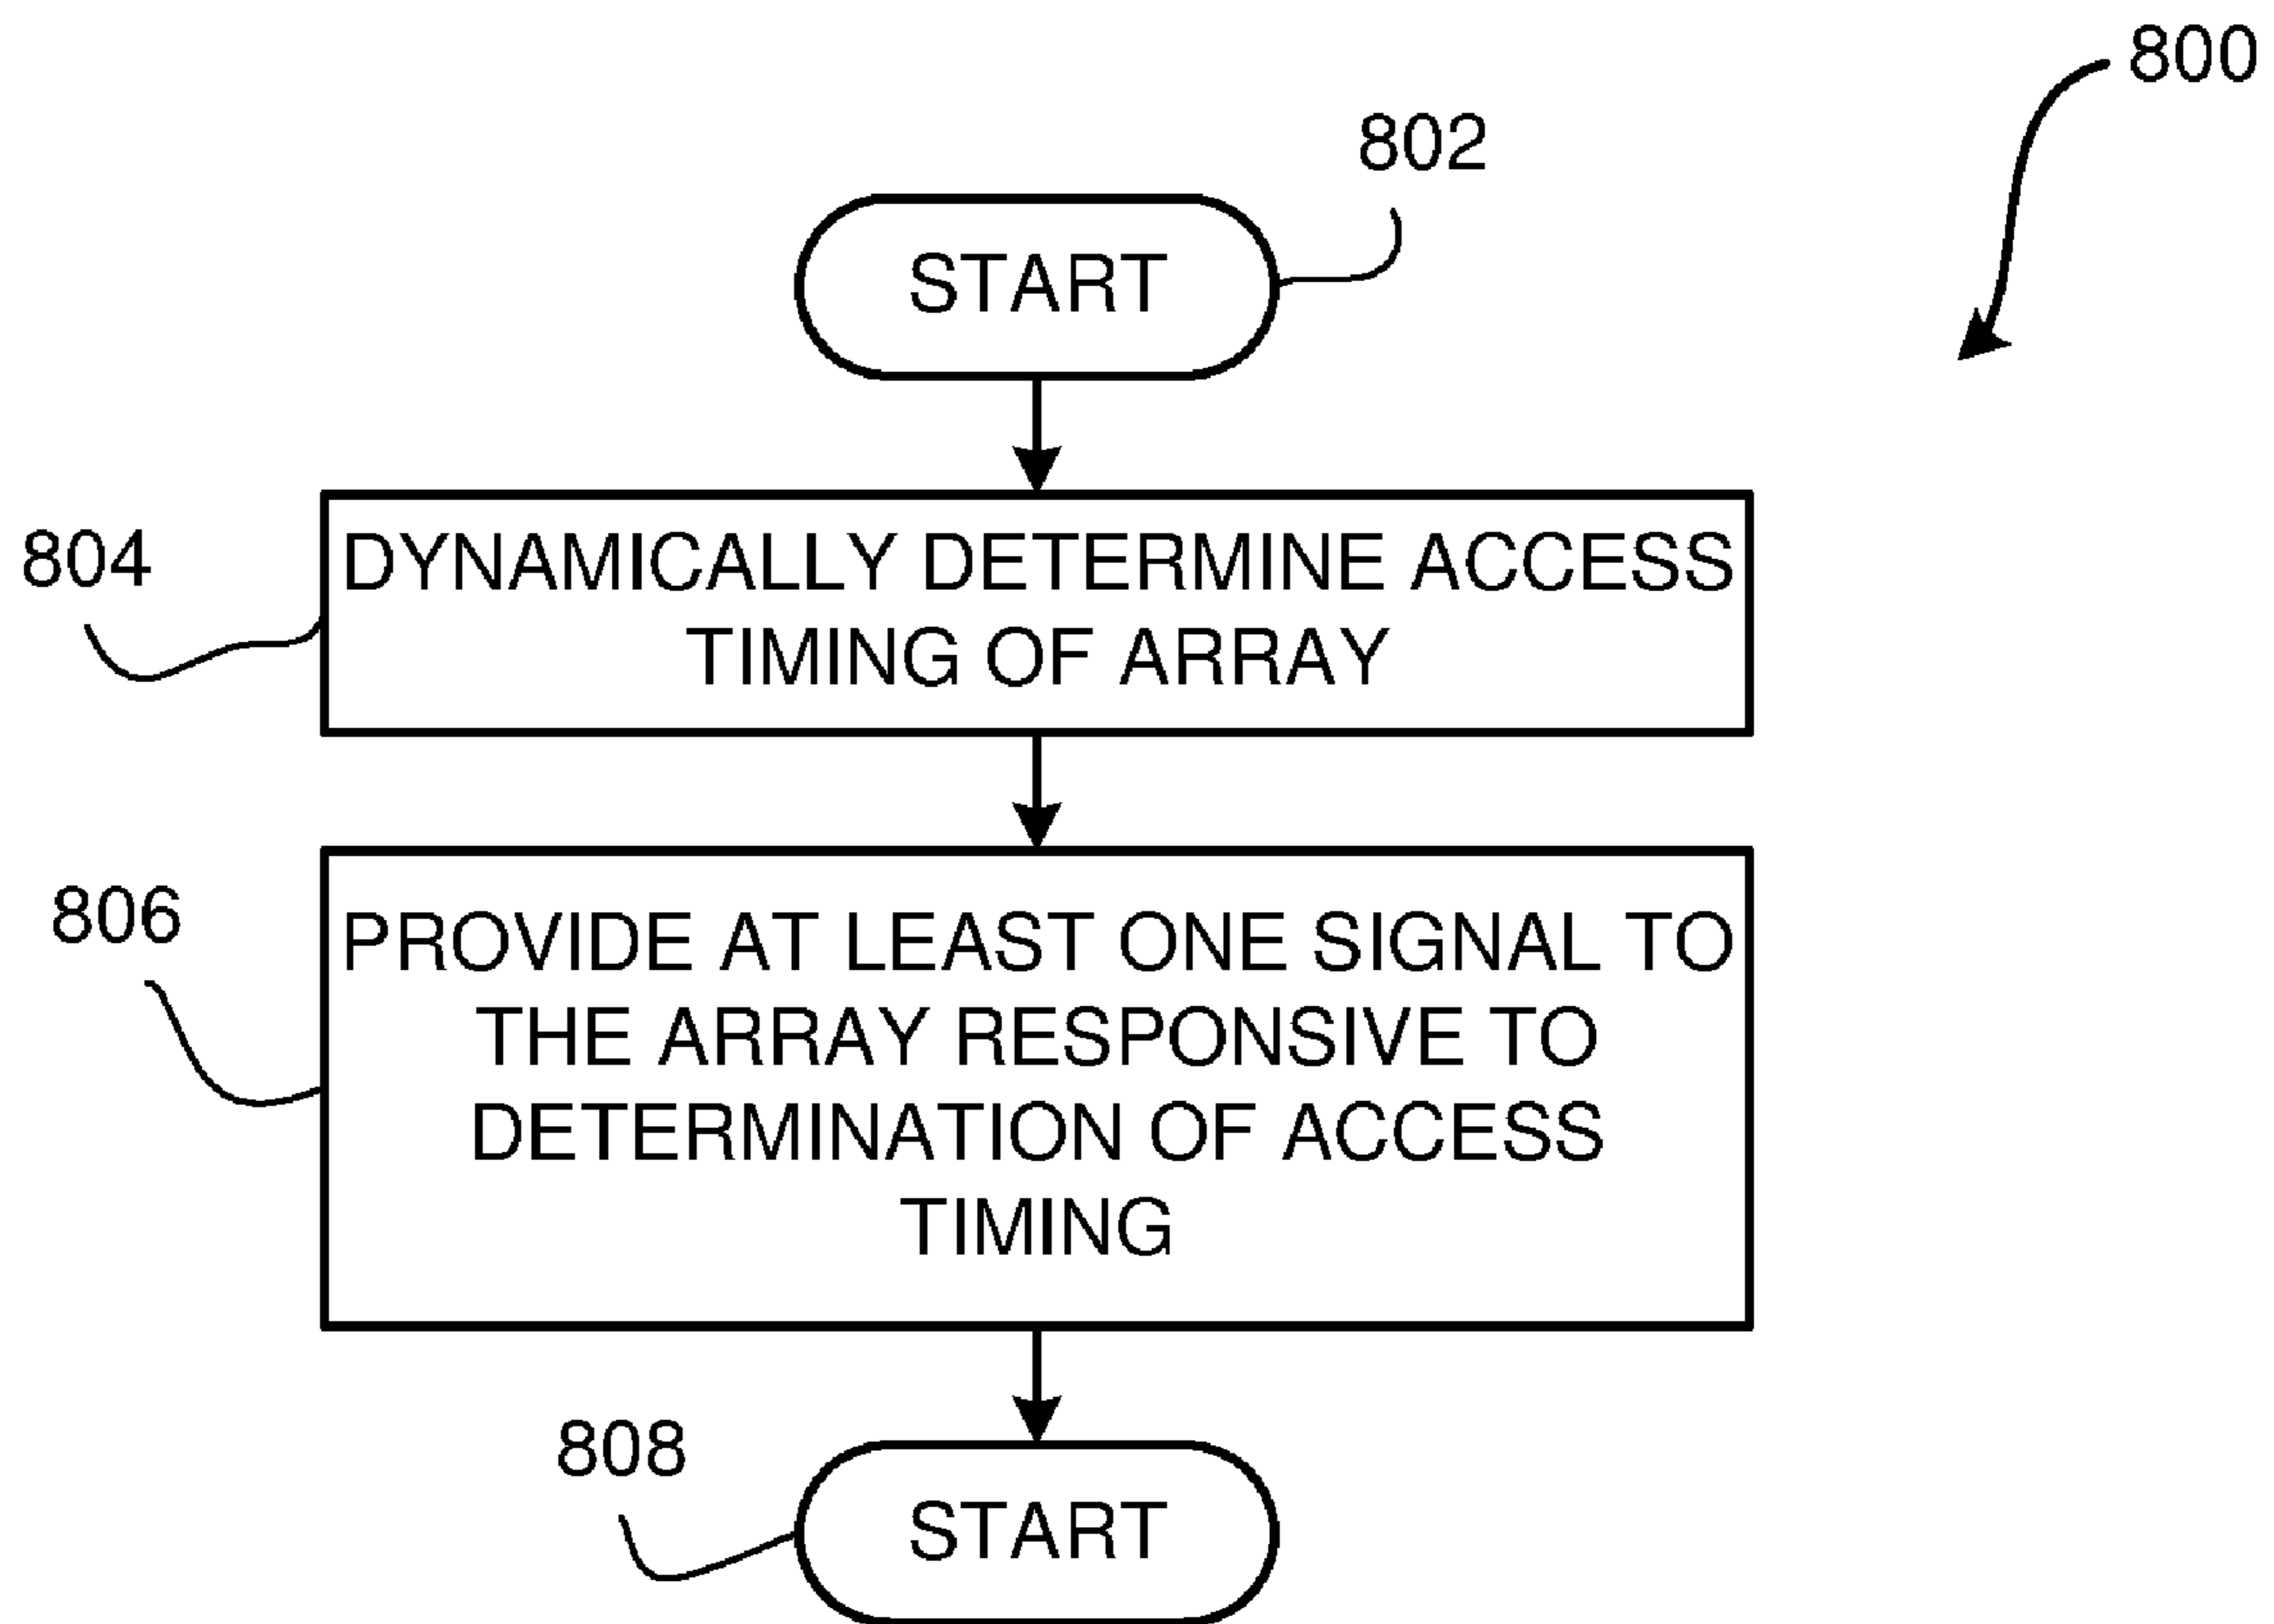 800
802
START
804
DYNAMICALLY DETERMINE ACCESS
TIMING OF ARRAY
806
PROVIDE AT LEAST ONE SIGNAL TO
THE ARRAY RESPONSIVE TO
DETERMINATION OF ACCESS
TIMING
808
START